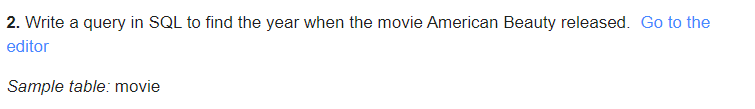 2. Write a query in SQL to find the year when the movie American Beauty released.  Go to the
editor
Sample table: movie